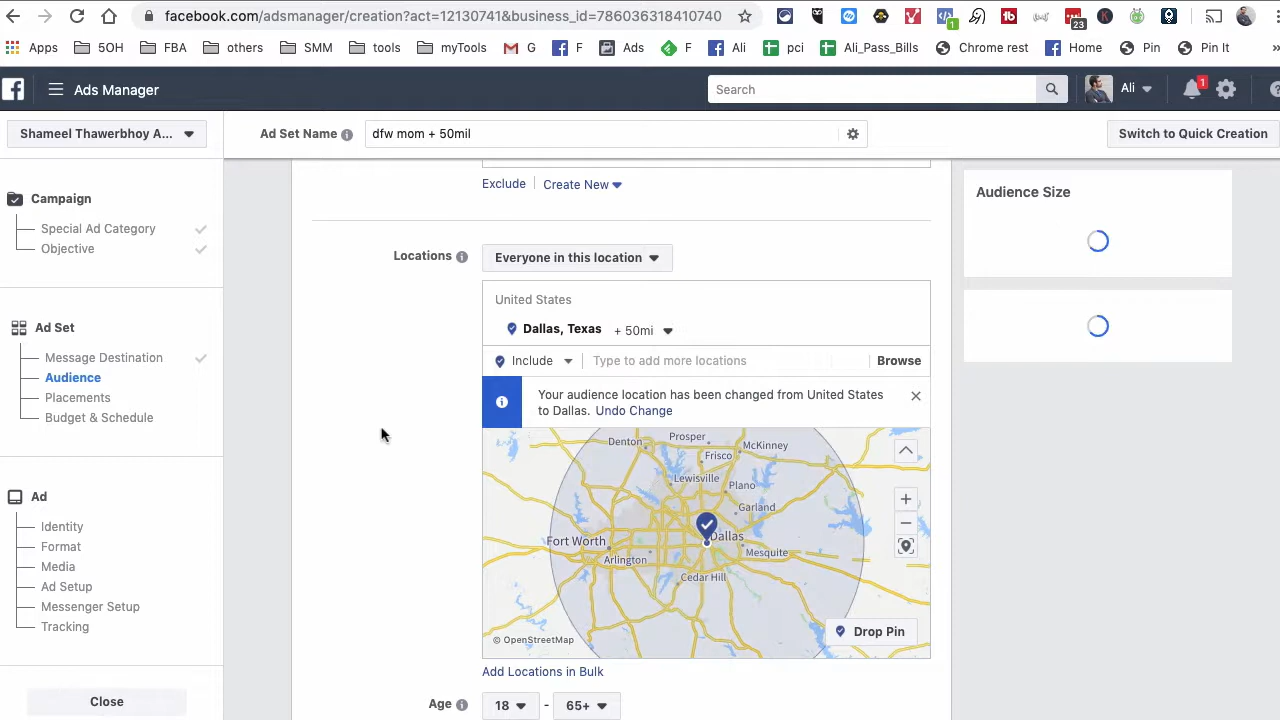 facebook.com/adsmanager/creation?act=12130741&business_id=786036318410740
1
23
Apps 5OH FBA others SMM tools myTools G F Ads F Ali pci Ali_Pass_Bills Chrome rest Home Pin Pin It »
Ads Manager
Search
Ali
1
Shameel Thawerbhoy A...
Ad Set Name
dfw mom + 50mil
Switch to Quick Creation
Campaign
Special Ad Category
Objective
Ad Set
Message Destination
Audience
Placements
Budget & Schedule
Ad
Identity
Format
Media
Ad Setup
Messenger Setup
Tracking
Close
Exclude Create New
Locations
Everyone in this location
United States
Dallas, Texas + 50mi
Include Type to add more locations Browse
Your audience location has been changed from United States
to Dallas. Undo Change
Denton
Prosper
McKinney
Frisco
Lewisville
Plano
Garland
Fort Worth
Dallas
Arlington
Mesquite
Cedar Hill
+
−
© OpenStreetMap
Drop Pin
Add Locations in Bulk
Age 18 - 65+
Audience Size